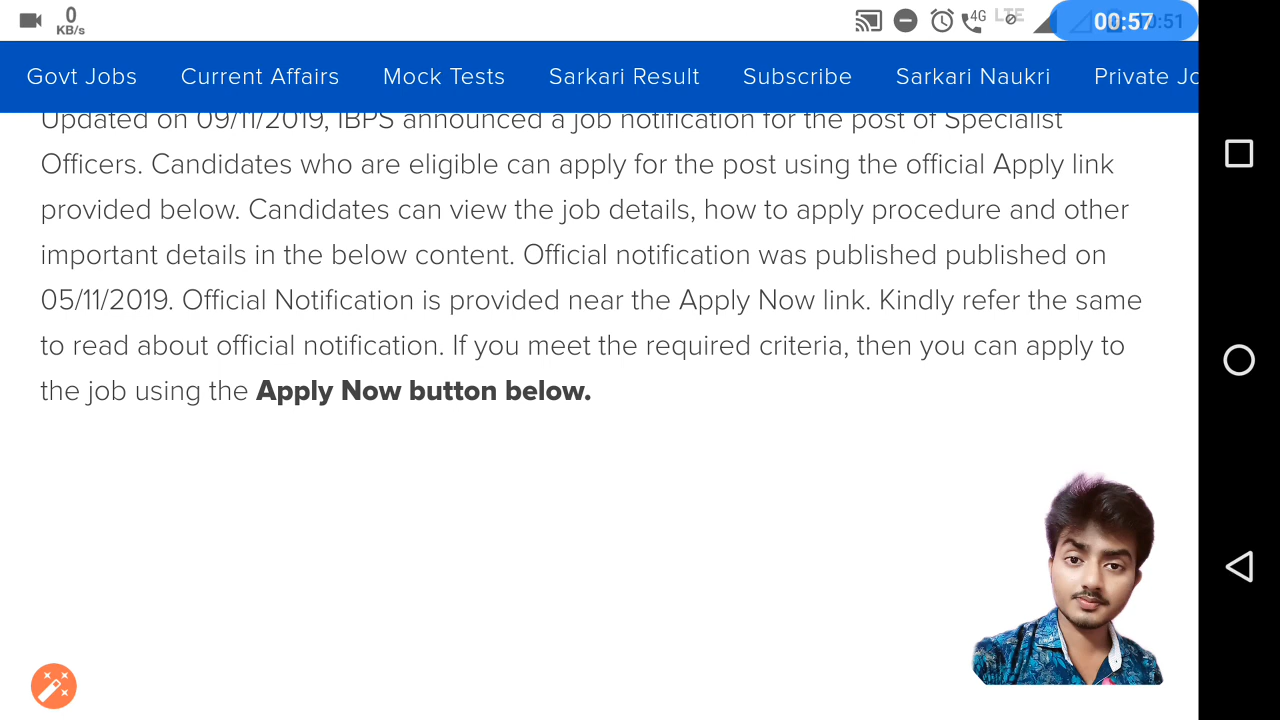 0
KB/s
4G
LTE
00:57
:51
Govt Jobs Current Affairs Mock Tests Sarkari Result Subscribe Sarkari Naukri Private Jo
Updated on 09/11/2019, IBPS announced a job notification for the post of Specialist
Officers. Candidates who are eligible can apply for the post using the official Apply link
provided below. Candidates can view the job details, how to apply procedure and other
important details in the below content. Official notification was published published on
05/11/2019. Official Notification is provided near the Apply Now link. Kindly refer the same
to read about official notification. If you meet the required criteria, then you can apply to
the job using the Apply Now button below.